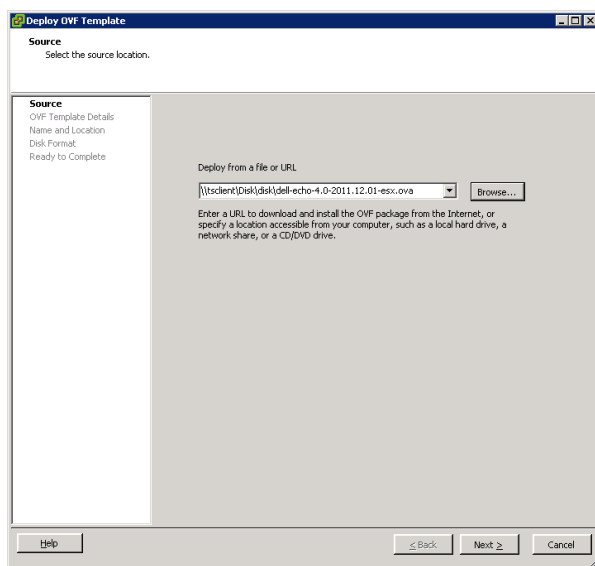 Deploy OVF Template
Source
Select the source location.
Source
OVF Template Details
Name and Location
Disk Format
Ready to Complete
Deploy from a file or URL
\\tsclient\Disk\disk\dell-echo-4.0-2011.12.01-esx.ova
Browse...
Enter a URL to download and install the OVF package from the Internet, or
specify a location accessible from your computer, such as a local hard drive, a
network share, or a CD/DVD drive.
Help
≤ Back
Next ≥
Cancel